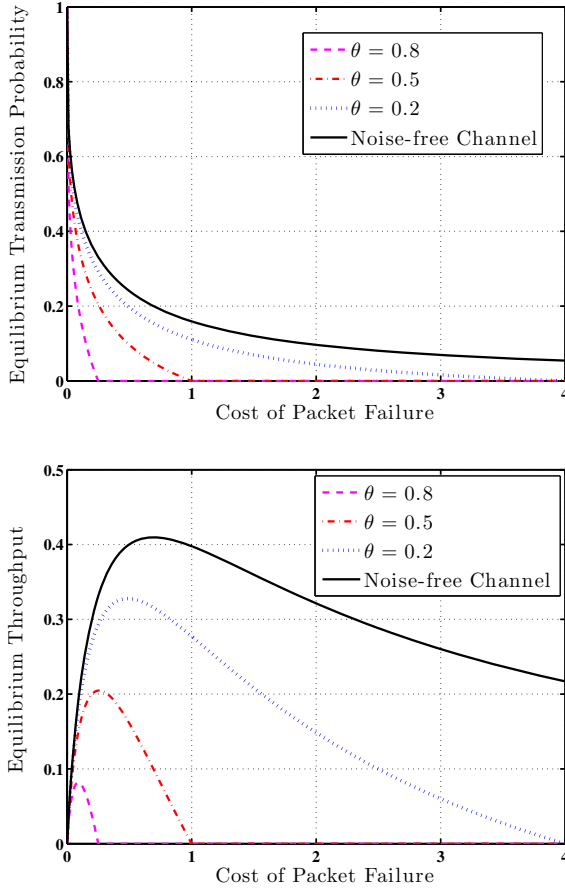 Equilibrium Transmission Probability
1
0.8
0.6
0.4
0.2
0
θ = 0.8
θ = 0.5
θ = 0.2
Noise-free Channel
0
1
2
3
4
Cost of Packet Failure
Equilibrium Throughput
0.5
0.4
0.3
0.2
0.1
0
θ = 0.8
θ = 0.5
θ = 0.2
Noise-free Channel
0
1
2
3
4
Cost of Packet Failure